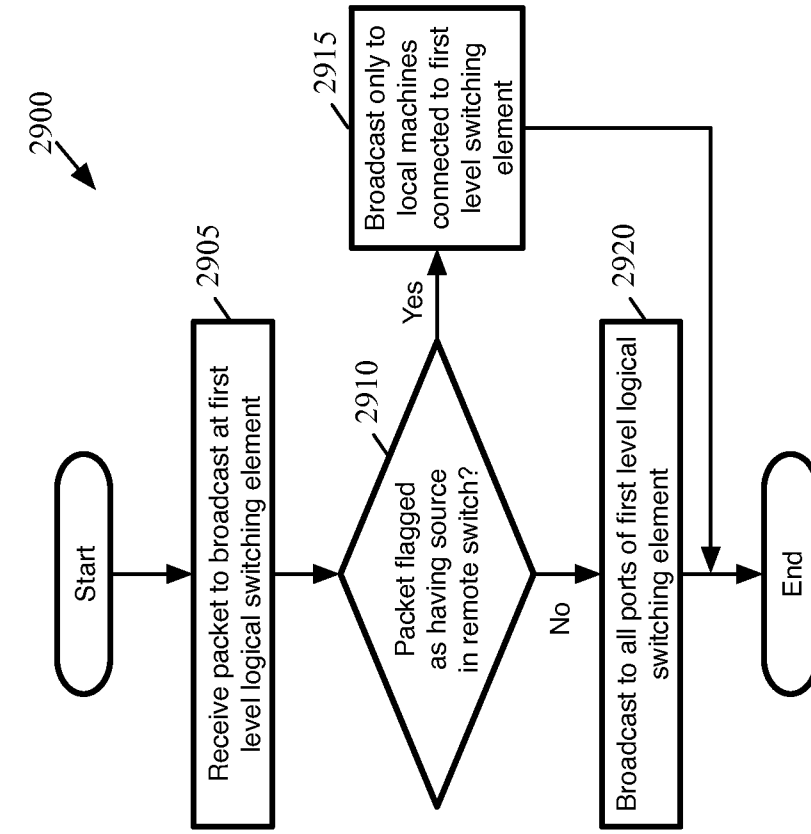 2900
Start
2905
Receive packet to broadcast at first
level logical switching element
2910
Packet flagged
as having source
in remote switch?
Yes
2915
Broadcast only to
local machines
connected to first
level switching
element
No
2920
Broadcast to all ports of first level logical
switching element
End